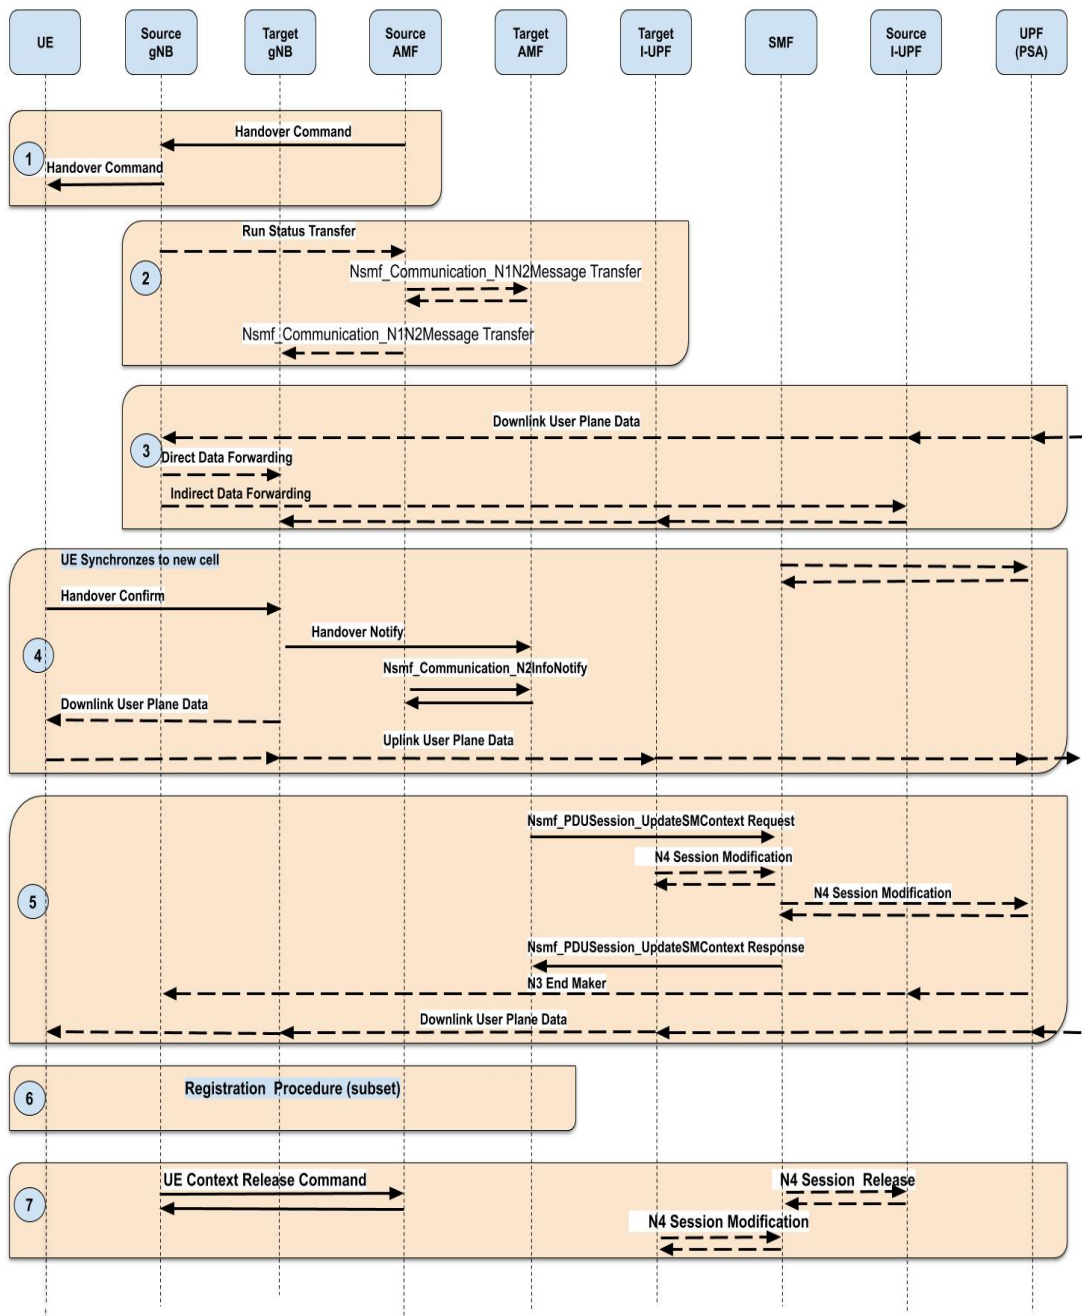 UE
Source
gNB
Target
gNB
Source
AMF
Target
AMF
Target
I-UPF
SMF
Source
I-UPF
UPF
(PSA)
1
Handover Command
Handover Command
2
Run Status Transfer
Nsmf_Communication_N1N2Message Transfer
Nsmf_Communication_N1N2Message Transfer
3
Downlink User Plane Data
Direct Data Forwarding
Indirect Data Forwarding
4
UE Synchronzes to new cell
Handover Confirm
Handover Notify
Nsmf_Communication_N2InfoNotify
Downlink User Plane Data
Uplink User Plane Data
5
Nsmf_PDUSession_UpdateSMContext Request
N4 Session Modification
N4 Session Modification
Nsmf_PDUSession_UpdateSMContext Response
N3 End Maker
Downlink User Plane Data
6
Registration Procedure (subset)
7
UE Context Release Command
N4 Session Release
N4 Session Modification